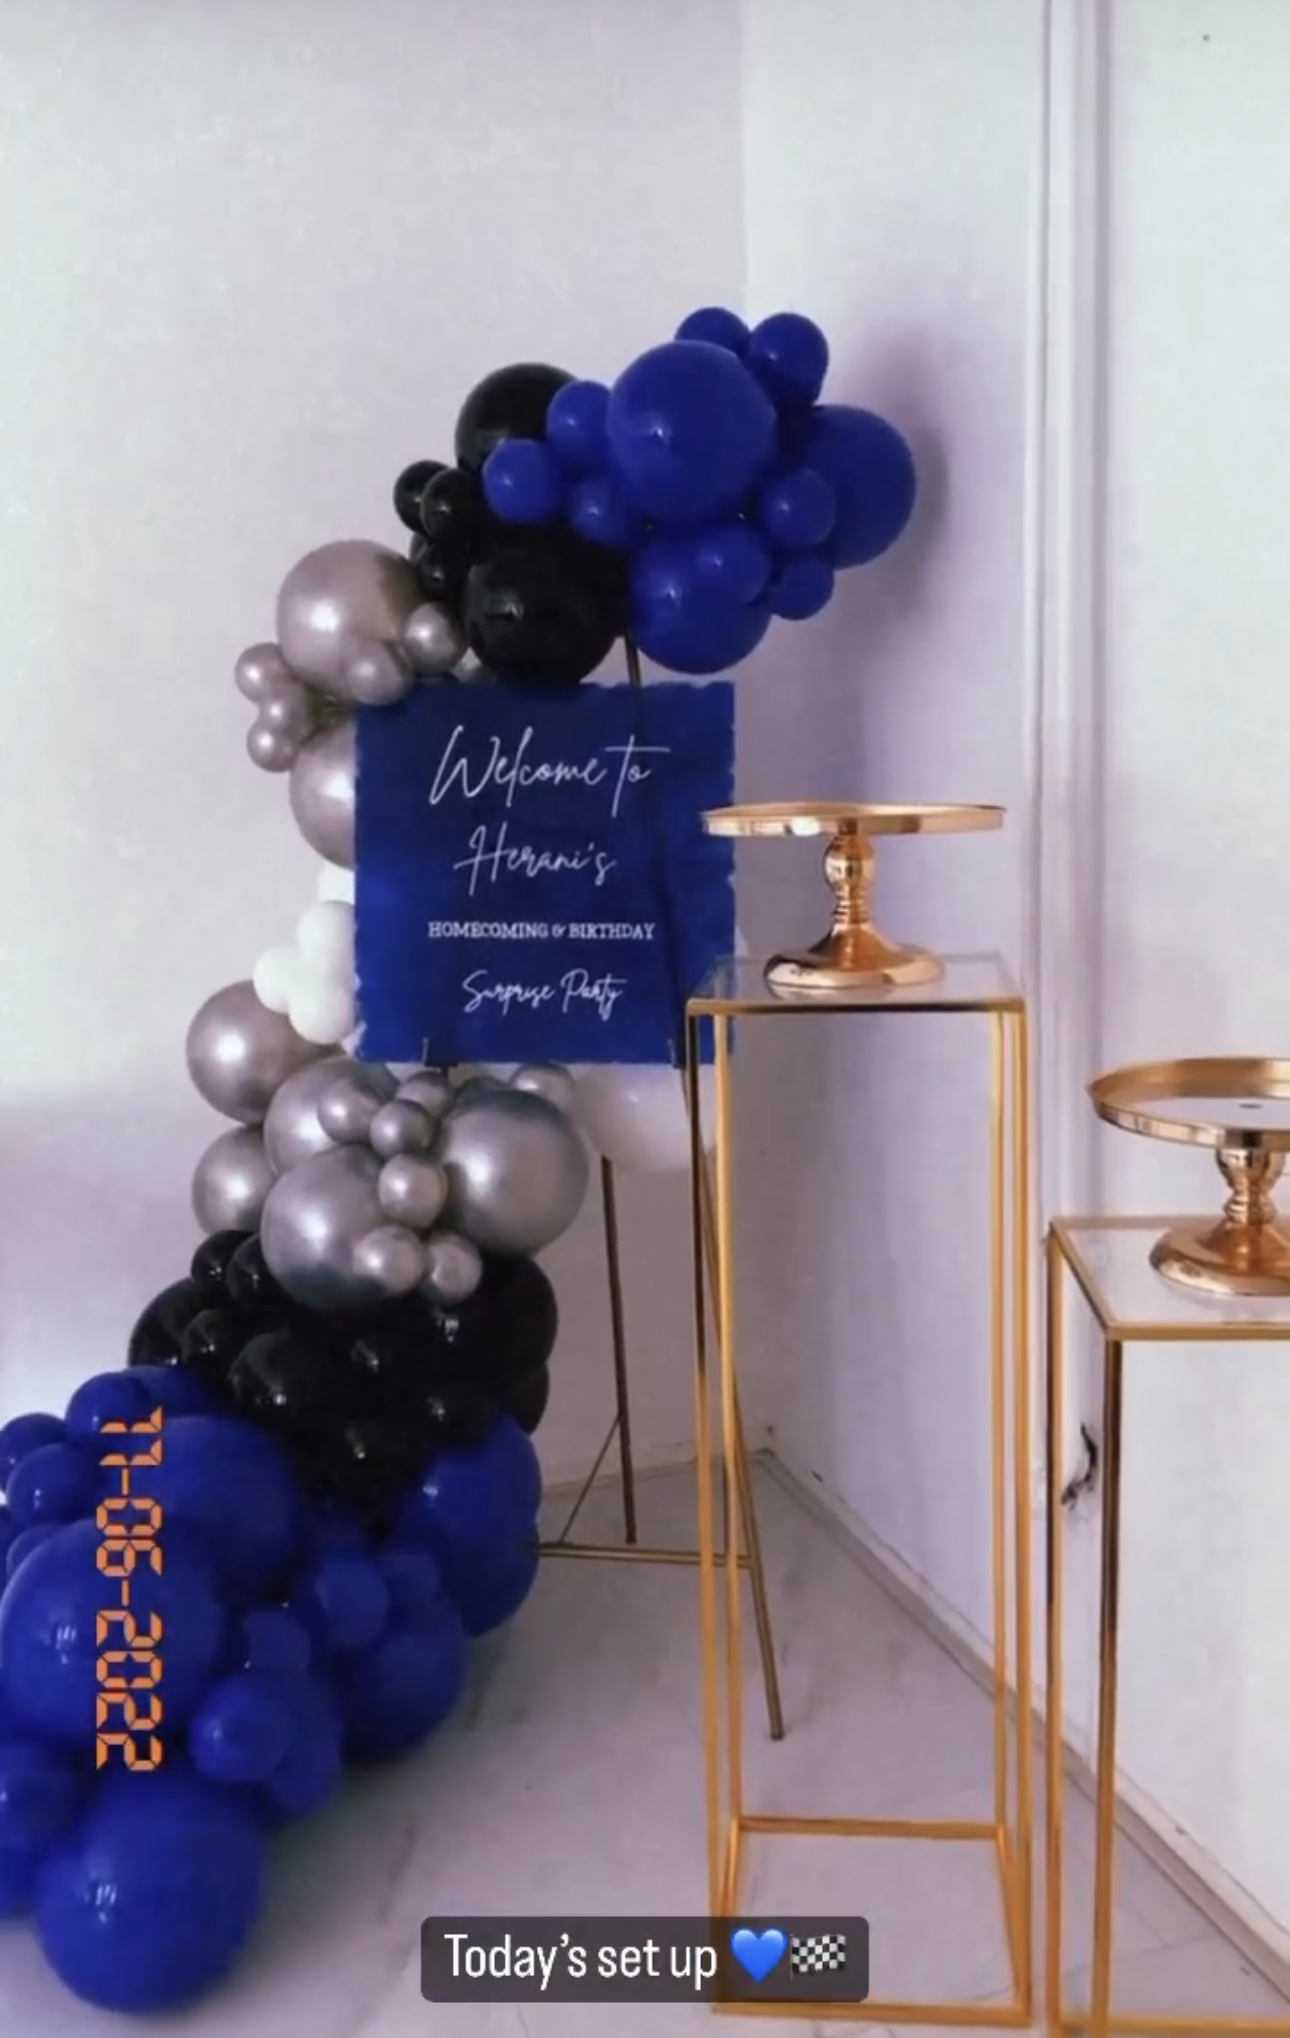 Welcome to
Herani's
HOMECOMING & BIRTHDAY
Surprise Party
11-06-2022
Today's set up 💙🏁